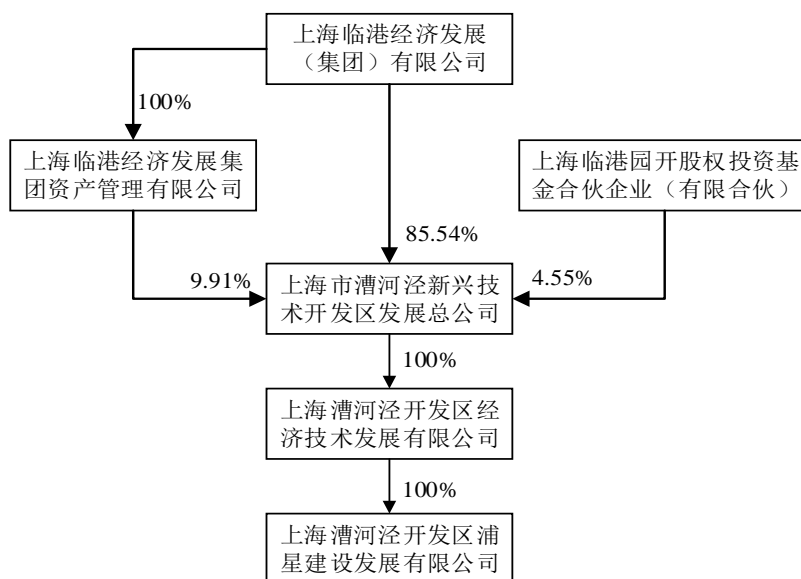 上海临港经济发展
（集团）有限公司
100%
上海临港经济发展集
团资产管理有限公司
上海临港园开股权投资基
金合伙企业（有限合伙）
85.54%
9.91%
4.55%
上海市漕河泾新兴技
术开发区发展总公司
100%
上海漕河泾开发区经
济技术发展有限公司
100%
上海漕河泾开发区浦
星建设发展有限公司